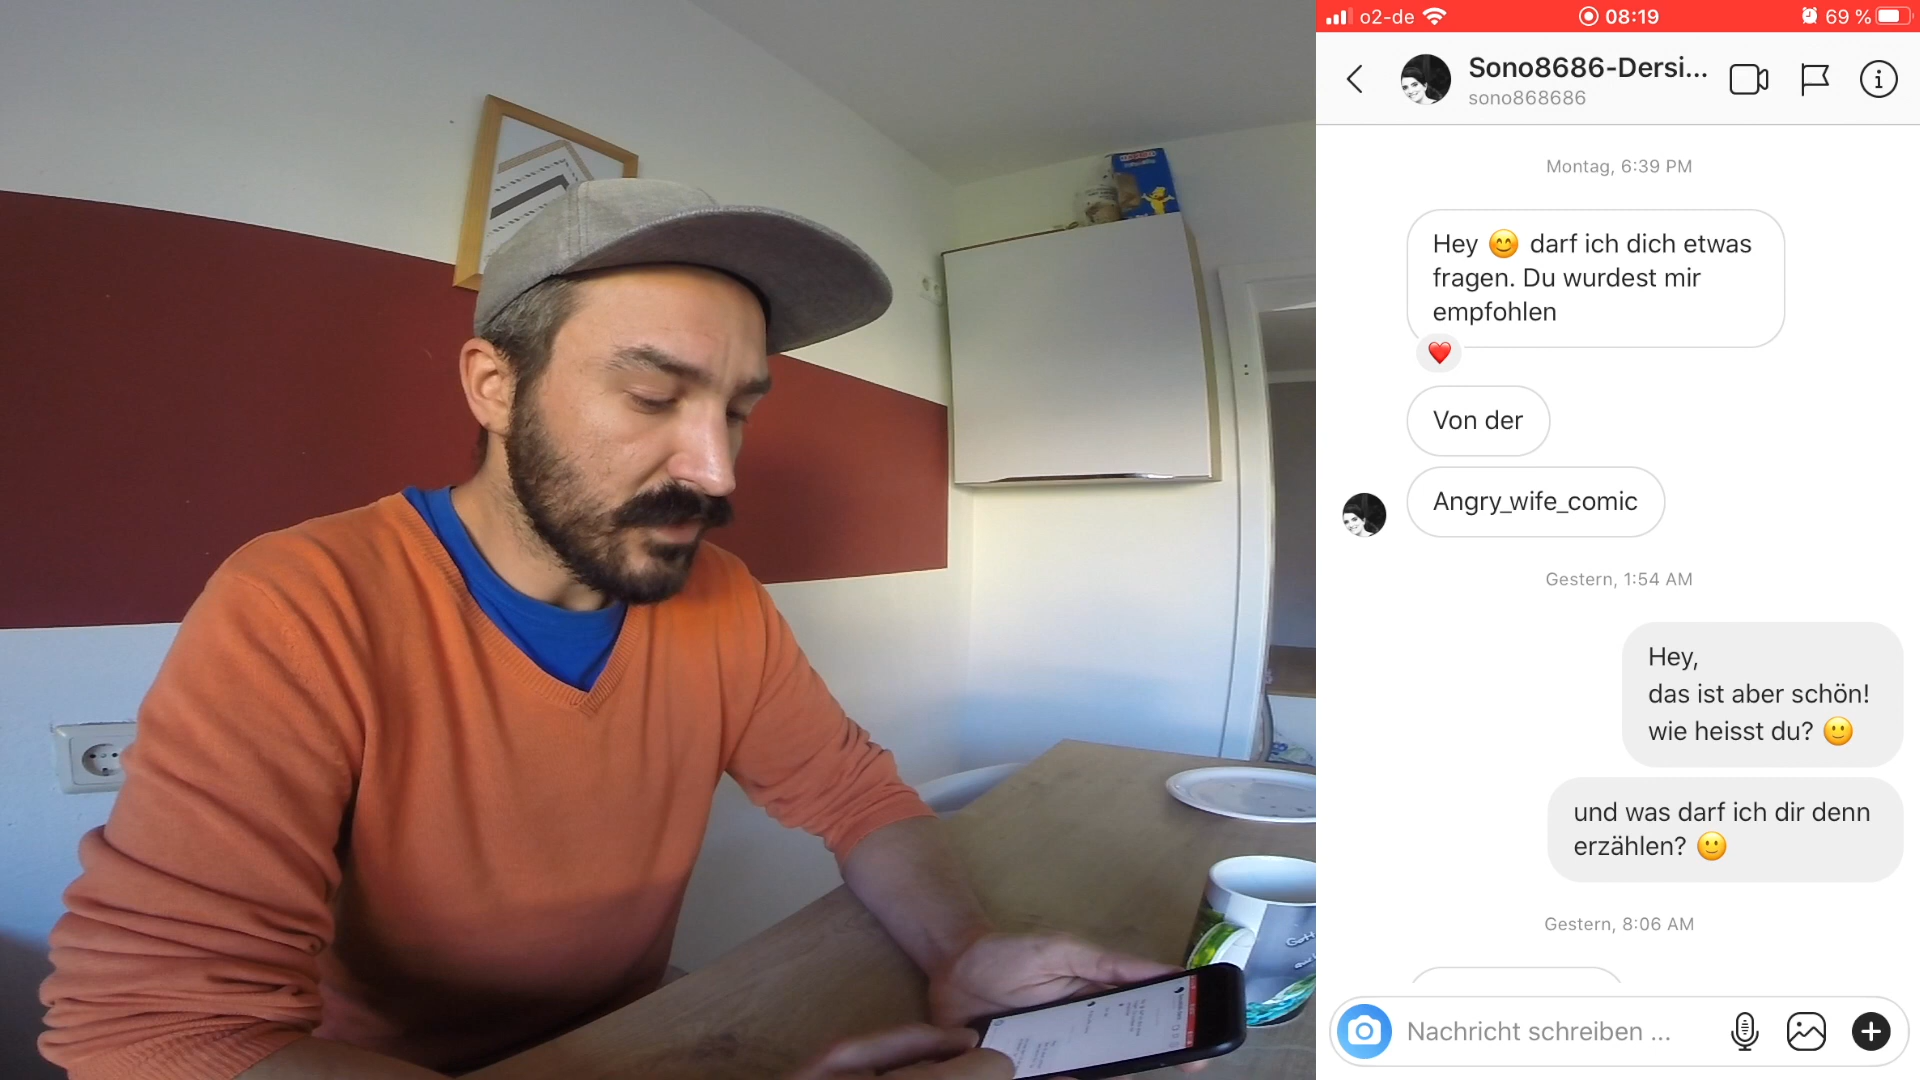 o2-de
08:19
69 %
Sono8686-Dersi...
sono868686
Montag, 6:39 PM
Hey 😊 darf ich dich etwas
fragen. Du wurdest mir
empfohlen
Von der
Angry_wife_comic
Gestern, 1:54 AM
Hey,
das ist aber schön!
wie heisst du? 🙂
und was darf ich dir denn
erzählen? 🙂
Gestern, 8:06 AM
Nachricht schreiben ...